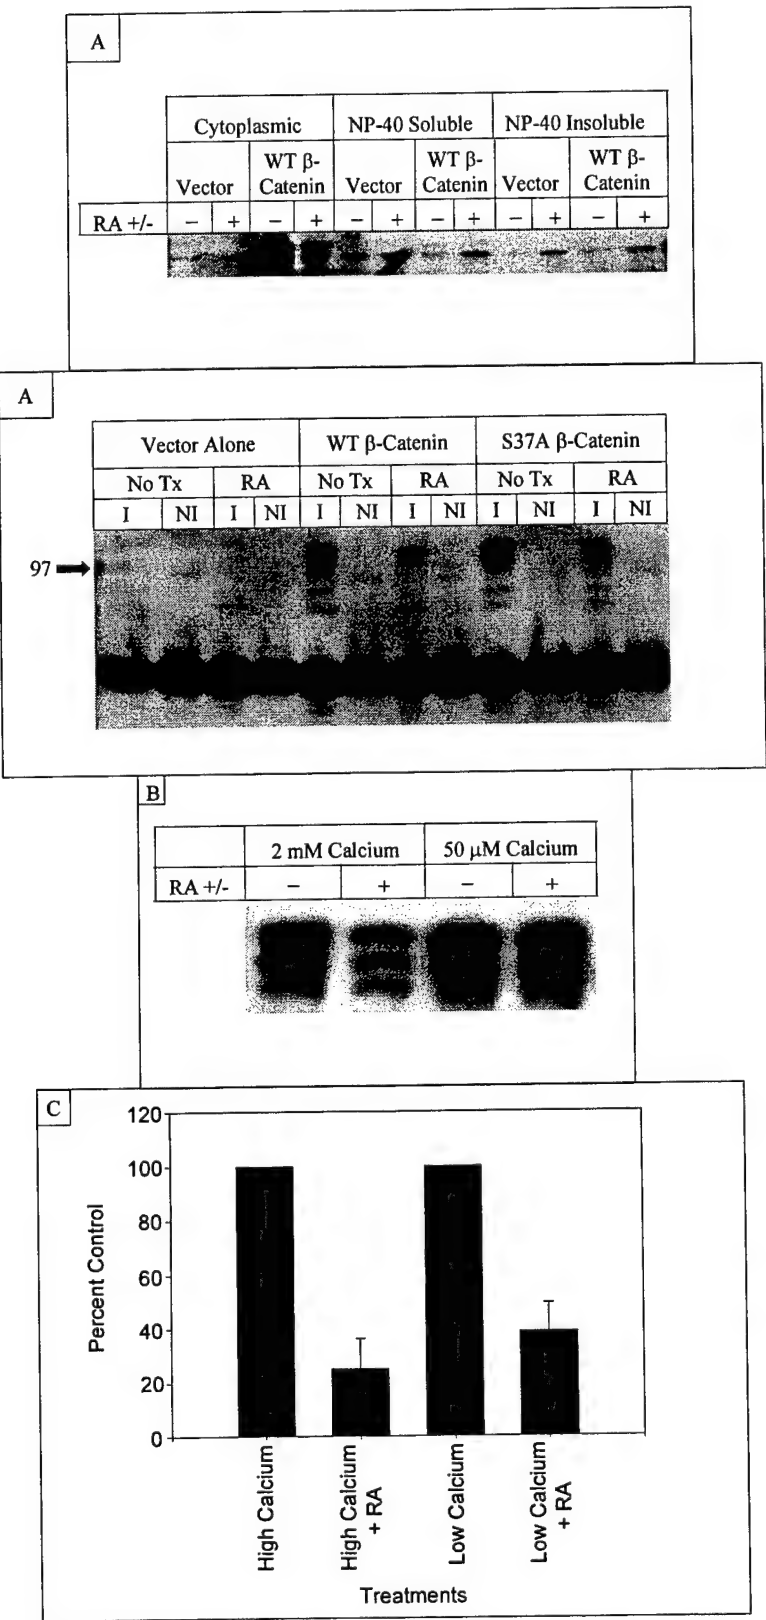 A
Cytoplasmic NP-40 Soluble NP-40 Insoluble
Vector WT β-Catenin Vector WT β-Catenin Vector WT β-Catenin
RA +/- − + − + − + − + − + − +
A
Vector Alone WT β-Catenin S37A β-Catenin
No Tx RA No Tx RA No Tx RA
I NI I NI I NI I NI I NI I NI
97
B
2 mM Calcium 50 μM Calcium
RA +/- − + − +
C
Percent Control
120
100
80
60
40
20
0
High Calcium
High Calcium + RA
Low Calcium
Low Calcium + RA
Treatments